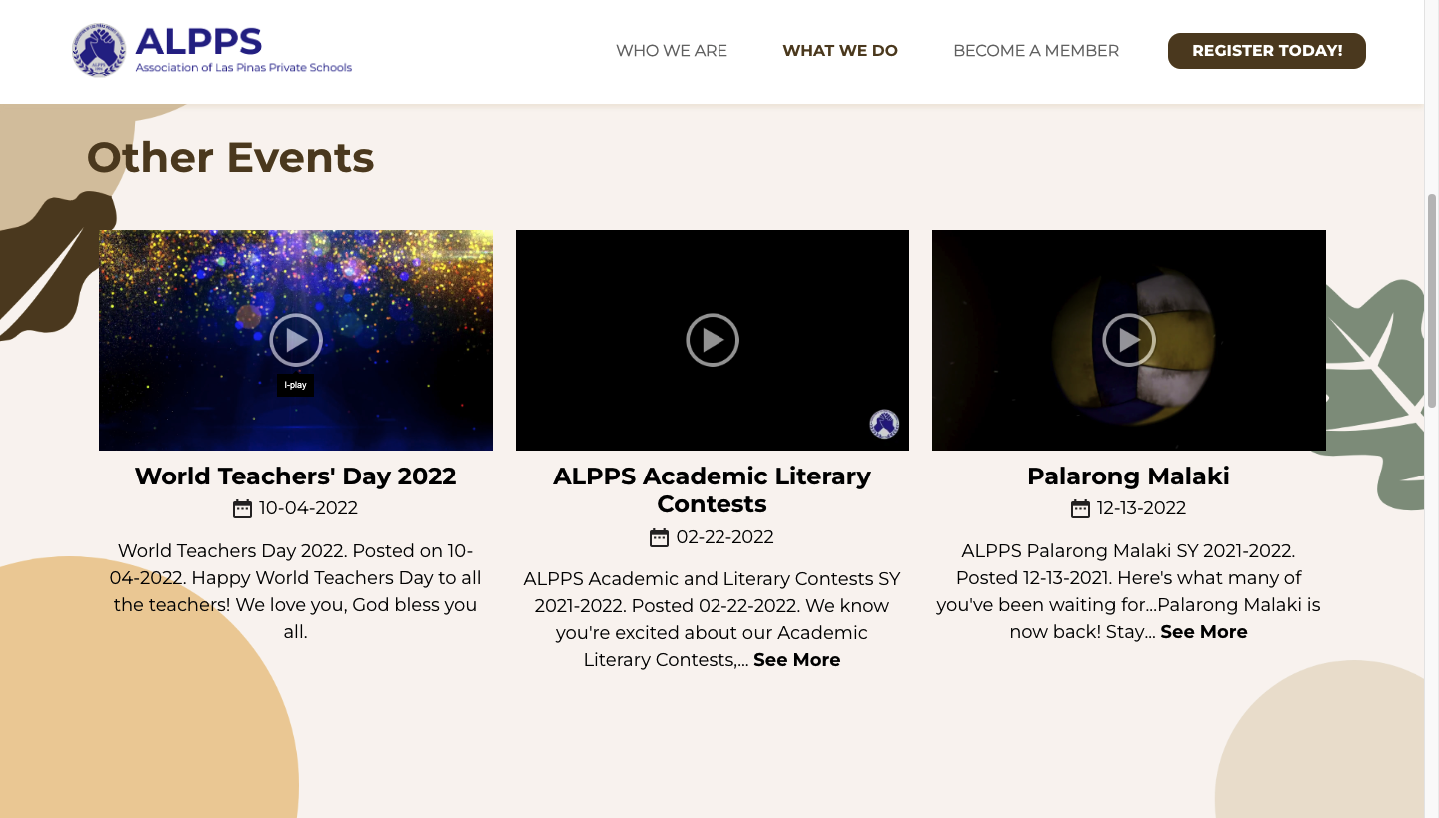 ALPPS
Association of Las Pinas Private Schools
WHO WE ARE
WHAT WE DO
BECOME A MEMBER
REGISTER TODAY!
Other Events
I-play
World Teachers' Day 2022
10-04-2022
World Teachers Day 2022. Posted on 10-
04-2022. Happy World Teachers Day to all
the teachers! We love you, God bless you
all.
ALPPS Academic Literary
Contests
02-22-2022
ALPPS Academic and Literary Contests SY
2021-2022. Posted 02-22-2022. We know
you're excited about our Academic
Literary Contests,... See More
Palarong Malaki
12-13-2022
ALPPS Palarong Malaki SY 2021-2022.
Posted 12-13-2021. Here's what many of
you've been waiting for...Palarong Malaki is
now back! Stay... See More